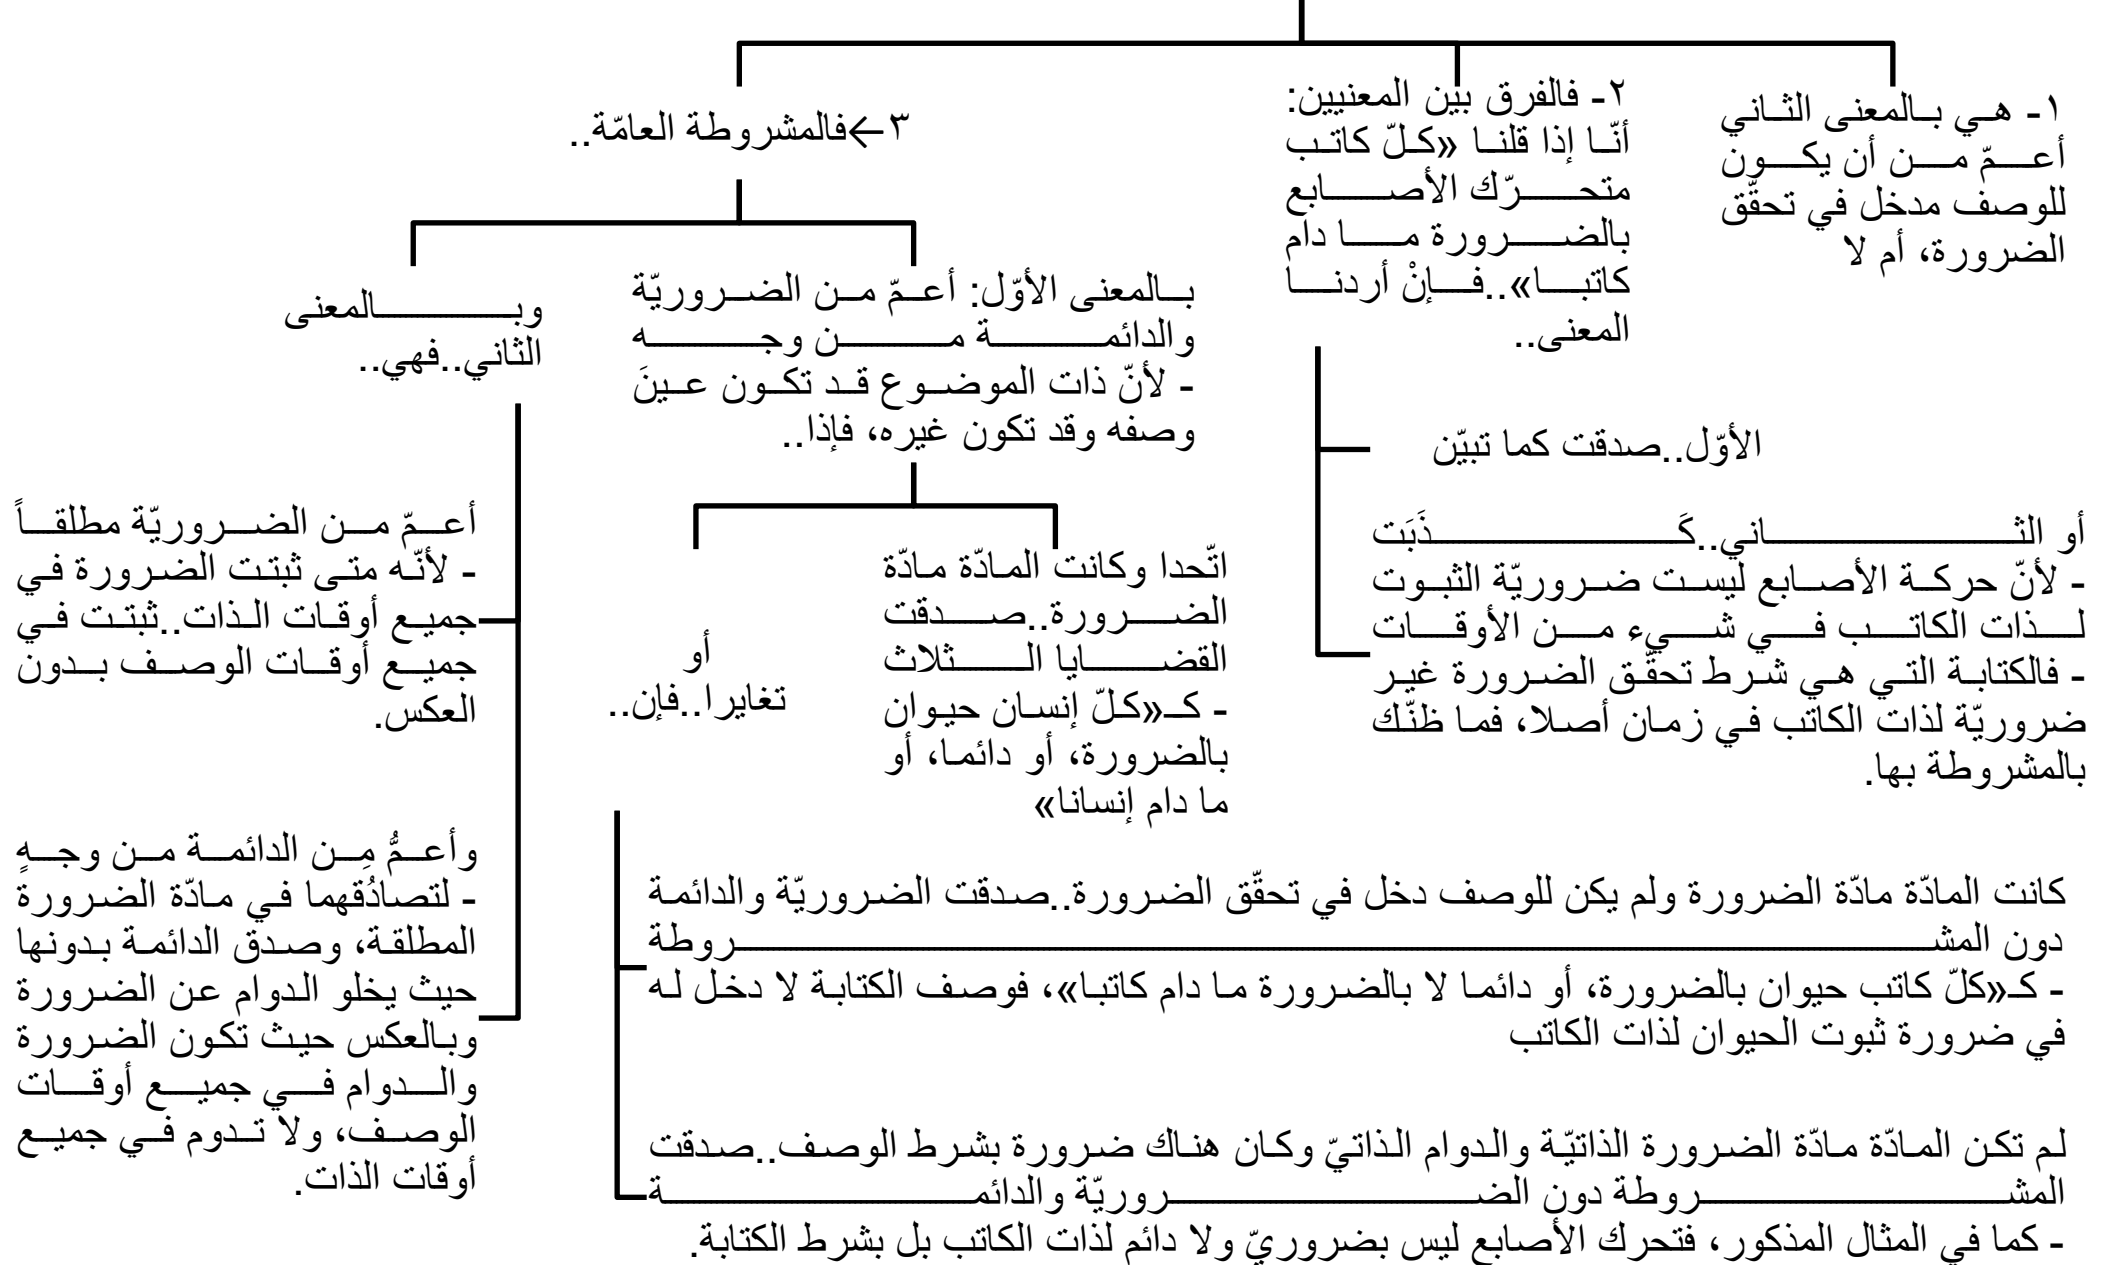 ١- هي بالمعنى الثاني
أعمّ من أن يكون
للوصف مدخل في تحقّق
الضرورة، أم لا
٢- فالفرق بين المعنيين:
أنّا إذا قلنا «كلّ كاتب
متحرّك الأصابع
بالضرورة ما دام
كاتبا»..فإنْ أردنا
المعنى..
الأوّل..صدقت كما تبيّن
أو الثاني..كَذَبَت
- لأنّ حركة الأصابع ليست ضروريّة الثبوت
لذات الكاتب في شيء من الأوقات
- فالكتابة التي هي شرط تحقّق الضرورة غير
ضروريّة لذات الكاتب في زمان أصلا، فما ظنّك
بالمشروطة بها.
٣←فالمشروطة العامّة..
بالمعنى الأوّل: أعمّ من الضروريّة
والدائمة من وجه
- لأنّ ذات الموضوع قد تكون عينَ
وصفه وقد تكون غيره، فإذا..
اتّحدا وكانت المادّة مادّة
الضرورة..صدقت
القضايا الثلاث
- كـ«كلّ إنسان حيوان
بالضرورة، أو دائما، أو
ما دام إنسانا»
أو
تغايرا..فإن..
كانت المادّة مادّة الضرورة ولم يكن للوصف دخل في تحقّق الضرورة..صدقت الضروريّة والدائمة
دون المشروطة
- كـ«كلّ كاتب حيوان بالضرورة، أو دائما لا بالضرورة ما دام كاتبا»، فوصف الكتابة لا دخل له
في ضرورة ثبوت الحيوان لذات الكاتب
لم تكن المادّة مادّة الضرورة الذاتيّة والدوام الذاتيّ وكان هناك ضرورة بشرط الوصف..صدقت
المشروطة دون الضروريّة والدائمة
- كما في المثال المذكور، فتحرك الأصابع ليس بضروريّ ولا دائم لذات الكاتب بل بشرط الكتابة.
وبالمعنى
الثاني..فهي..
أعمّ من الضروريّة مطلقاً
- لأنّه متى ثبتت الضرورة في
جميع أوقات الذات..ثبتت في
جميع أوقات الوصف بدون
العكس.
وأعمُّ مِن الدائمة من وجهٍ
- لتصادُقهما في مادّة الضرورة
المطلقة، وصدق الدائمة بدونها
حيث يخلو الدوام عن الضرورة
وبالعكس حيث تكون الضرورة
والدوام في جميع أوقات
الوصف، ولا تدوم في جميع
أوقات الذات.